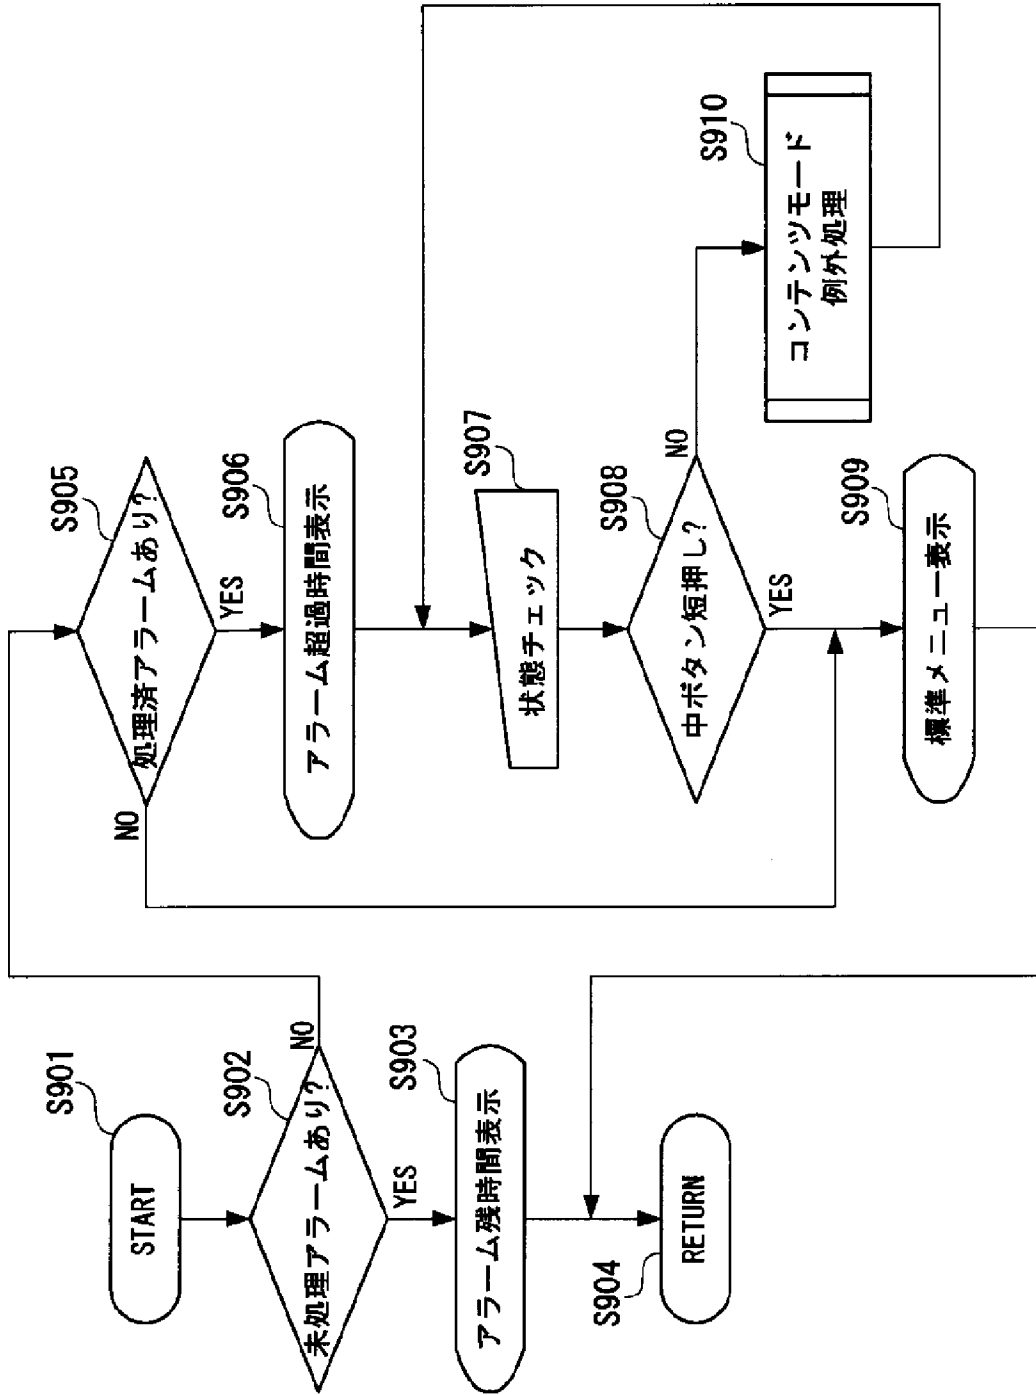 S901
START
S902
未処理アラームあり?
NO
YES
S903
アラーム残時間表示
S904
RETURN
S905
処理済アラームあり?
NO
YES
S906
アラーム超過時間表示
S907
状態チェック
S908
中ボタン短押し?
NO
YES
S909
標準メニュー表示
S910
コンテンツモード
例外処理